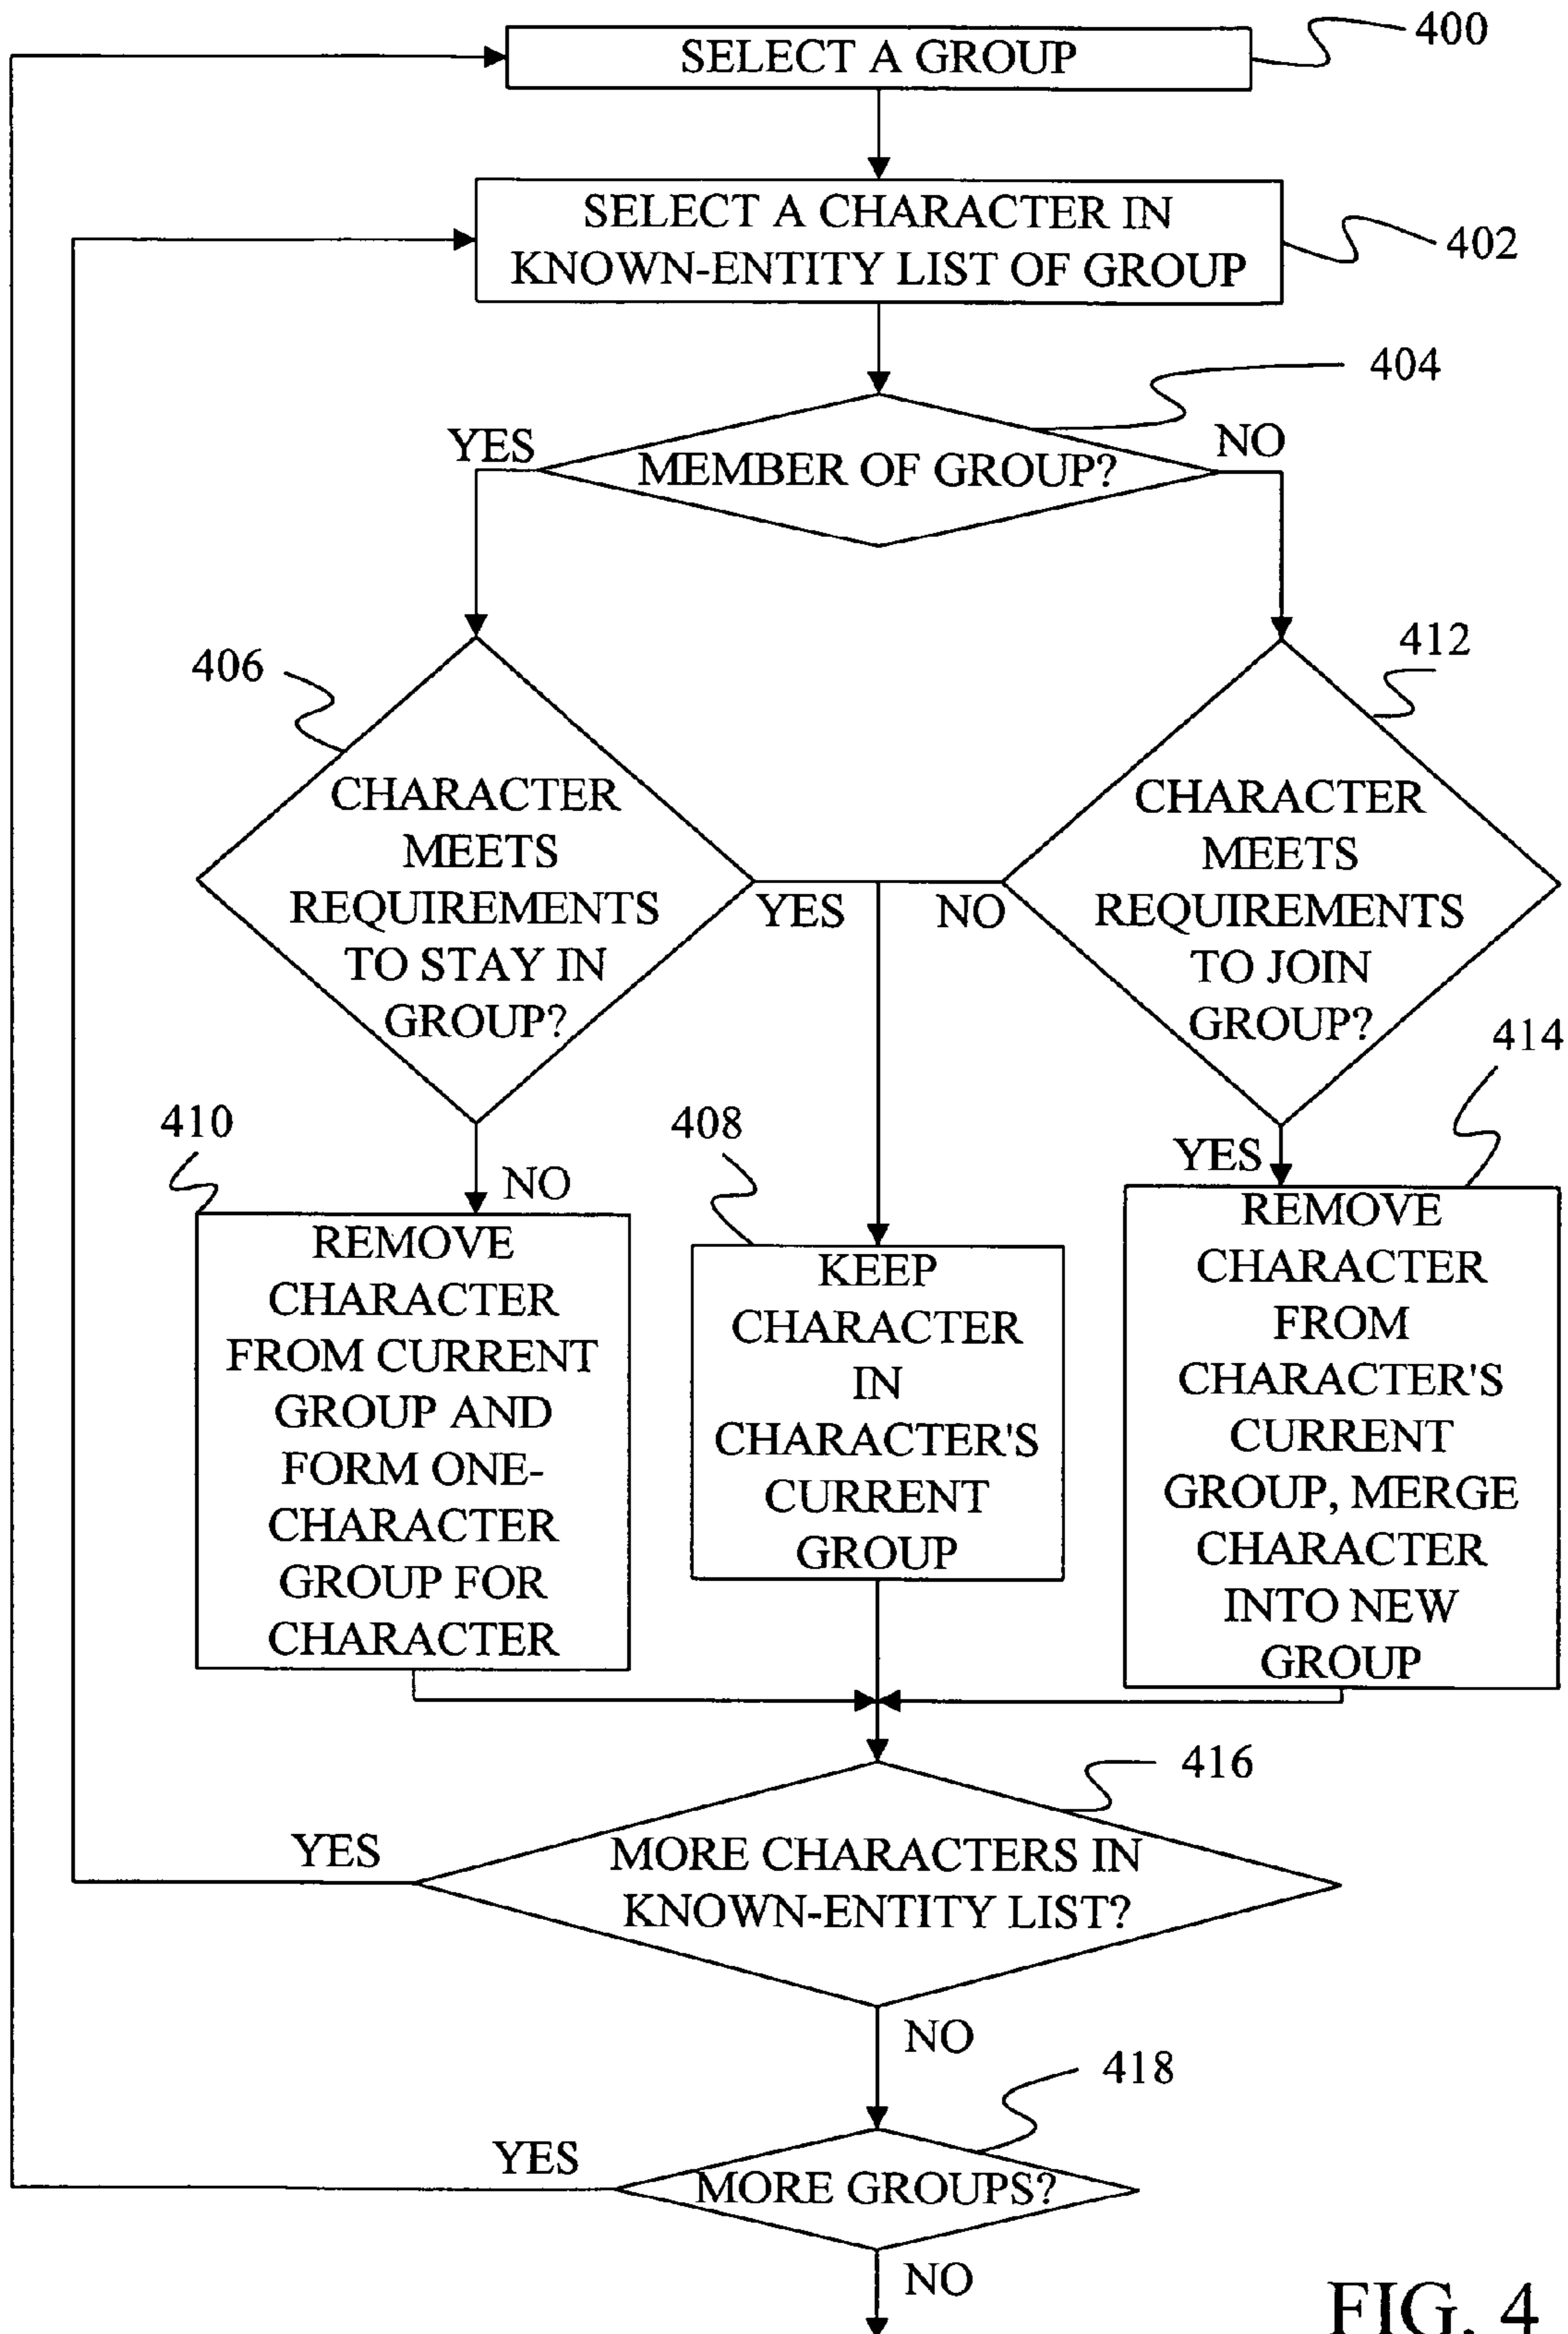 SELECT A GROUP
400
SELECT A CHARACTER IN
KNOWN-ENTITY LIST OF GROUP
402
404
YES
MEMBER OF GROUP?
NO
406
CHARACTER
MEETS
REQUIREMENTS
TO STAY IN
GROUP?
YES
NO
412
CHARACTER
MEETS
REQUIREMENTS
TO JOIN
GROUP?
410
NO
REMOVE
CHARACTER
FROM CURRENT
GROUP AND
FORM ONE-
CHARACTER
GROUP FOR
CHARACTER
408
KEEP
CHARACTER
IN
CHARACTER'S
CURRENT
GROUP
414
YES
REMOVE
CHARACTER
FROM
CHARACTER'S
CURRENT
GROUP, MERGE
CHARACTER
INTO NEW
GROUP
416
YES
MORE CHARACTERS IN
KNOWN-ENTITY LIST?
NO
418
YES
MORE GROUPS?
NO
FIG. 4